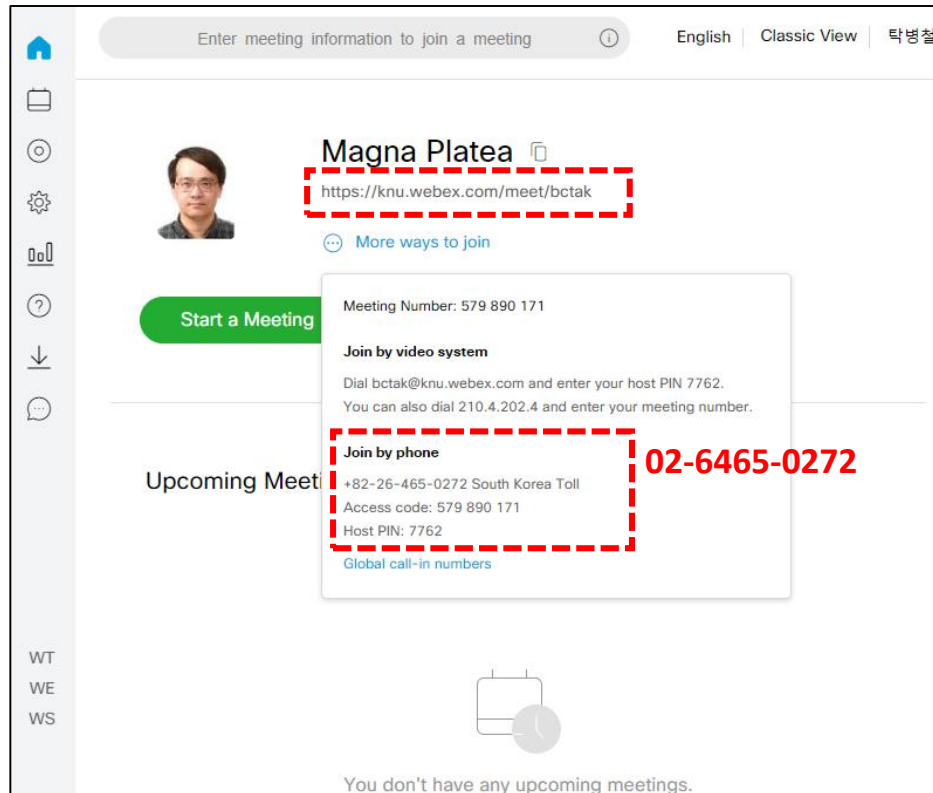 Enter meeting information to join a meeting
English
Classic View
탁병철
Magna Platea
https://knu.webex.com/meet/bctak
More ways to join
Start a Meeting
Meeting Number: 579 890 171
Join by video system
Dial bctak@knu.webex.com and enter your host PIN 7762.
You can also dial 210.4.202.4 and enter your meeting number.
Join by phone
+82-26-465-0272 South Korea Toll
Access code: 579 890 171
Host PIN: 7762
Global call-in numbers
02-6465-0272
Upcoming Meeti
WT
WE
WS
You don't have any upcoming meetings.